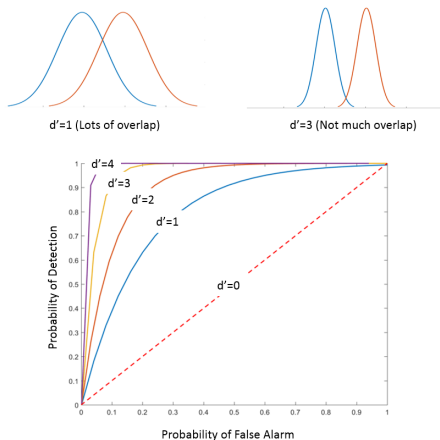 d'=1 (Lots of overlap)
d'=3 (Not much overlap)
d'=4
d'=3
d'=2
d'=1
d'=0
1
0.9
0.8
0.7
0.6
0.5
0.4
0.3
0.2
0.1
0
0
0.1
0.2
0.3
0.4
0.5
0.6
0.7
0.8
0.9
1
Probability of Detection
Probability of False Alarm